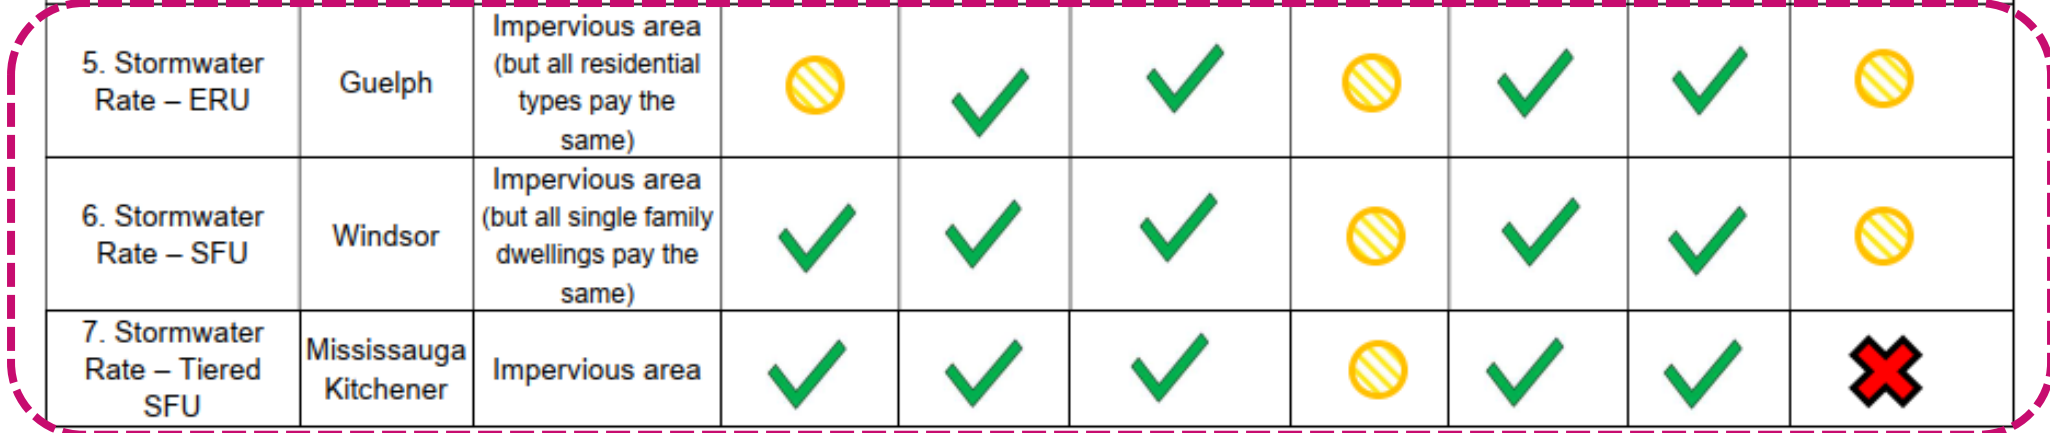 5. Stormwater
Rate – ERU
Guelph
Impervious area
(but all residential
types pay the
same)
6. Stormwater
Rate – SFU
Windsor
Impervious area
(but all single family
dwellings pay the
same)
7. Stormwater
Rate – Tiered
SFU
Mississauga
Kitchener
Impervious area